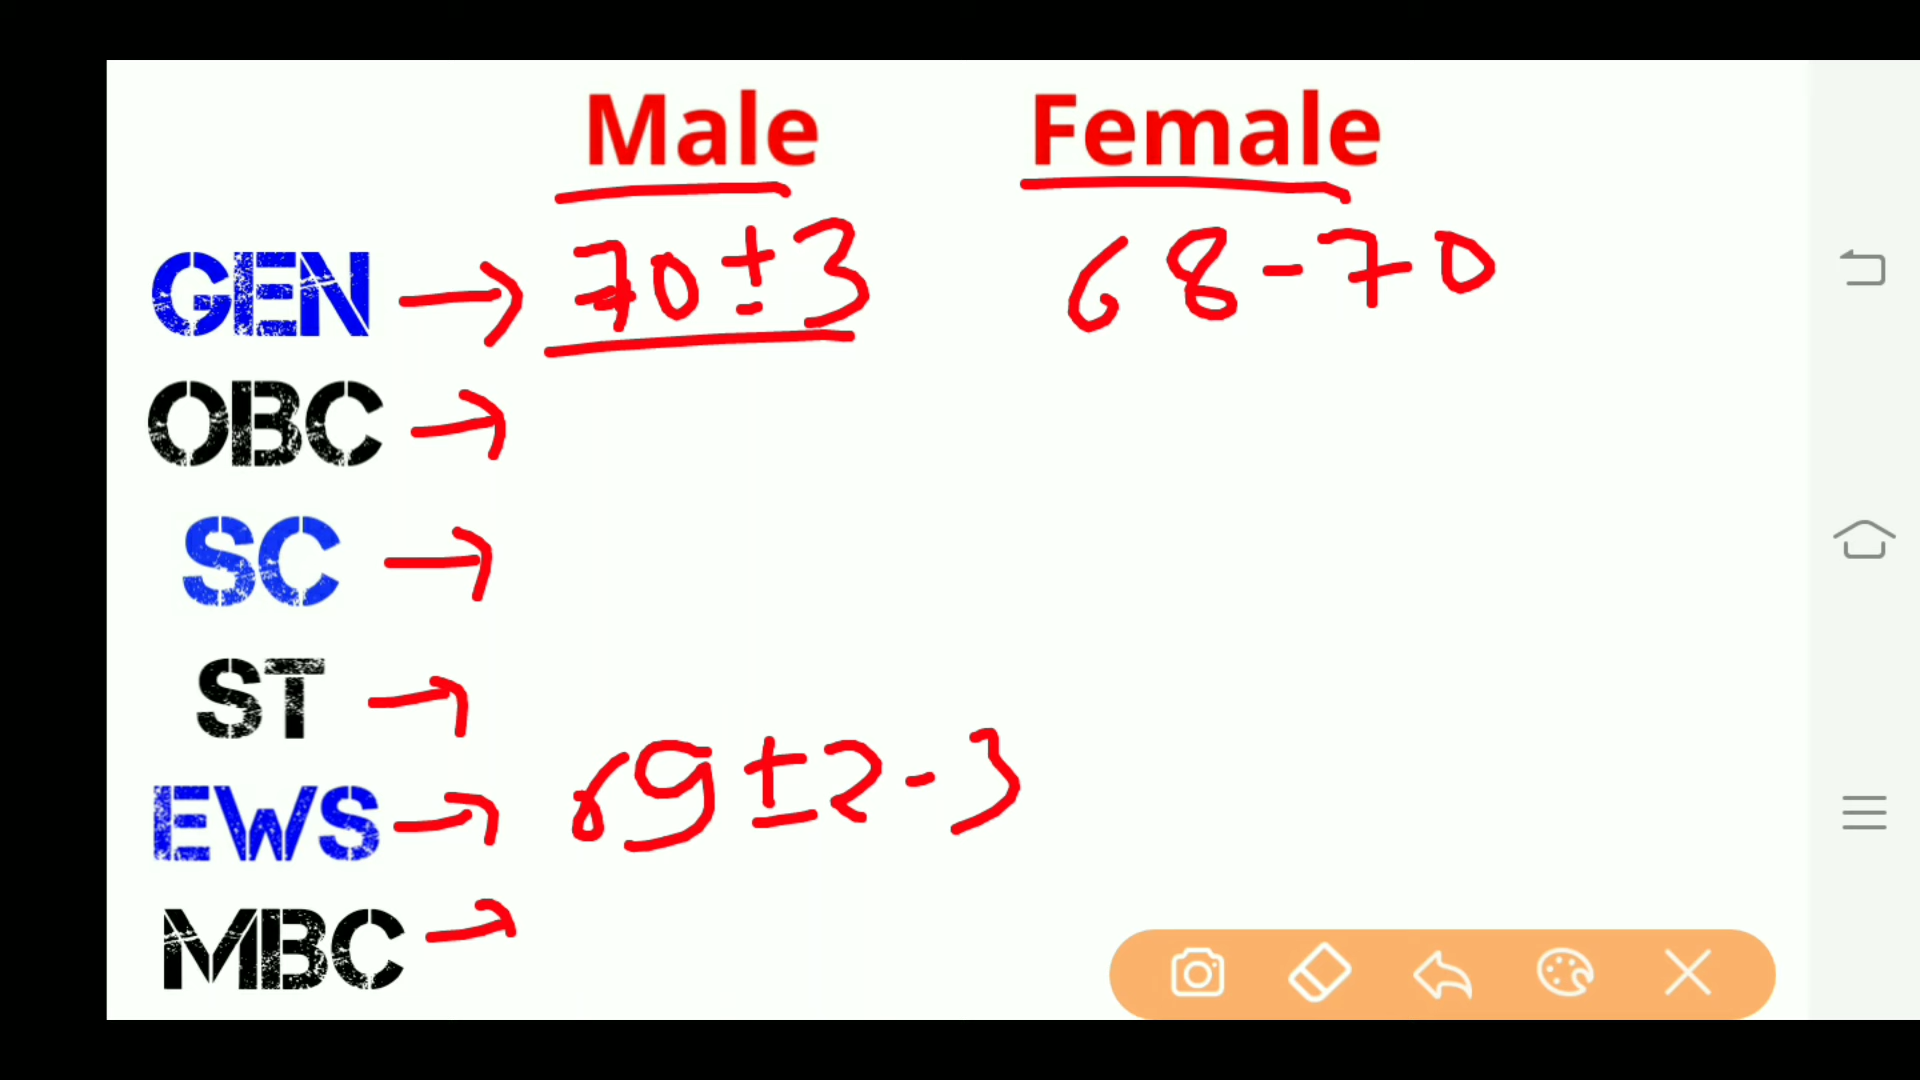 Male Female
GEN → 70 ± 3 68-70
OBC →
SC →
ST →
EWS → 69 ± 2-3
MBC →